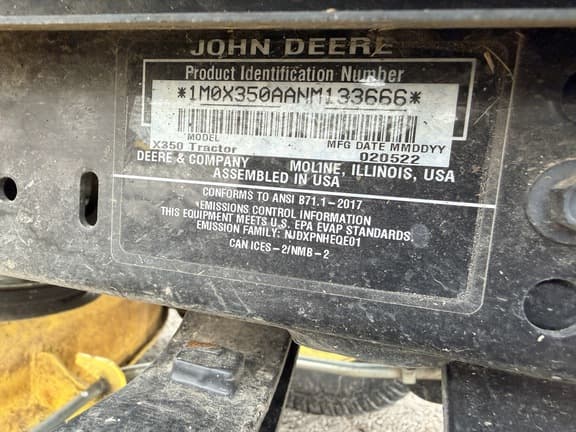 JOHN DEERE
Product Identification Number
*1M0X350AANM133666*
MODEL
X350 Tractor MFG DATE MMDDYY
020522
DEERE & COMPANY MOLINE, ILLINOIS, USA
ASSEMBLED IN USA
CONFORMS TO ANSI B71.1-2017
EMISSIONS CONTROL INFORMATION
THIS EQUIPMENT MEETS U.S. EPA EVAP STANDARDS.
EMISSION FAMILY: NJDXPNHEQE01
CAN ICES-2/NMB-2